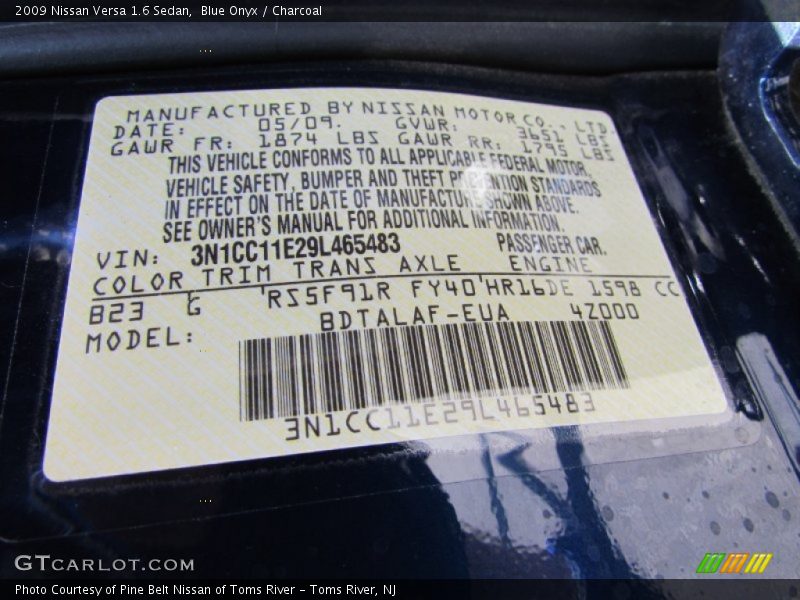 2009 Nissan Versa 1.6 Sedan, Blue Onyx / Charcoal
MANUFACTURED BY NISSAN MOTOR CO., LTD.
DATE: 05/09. GVWR: 3651 LBS
GAWR FR: 1874 LBS GAWR RR: 1795 LBS
THIS VEHICLE CONFORMS TO ALL APPLICABLE FEDERAL MOTOR.
VEHICLE SAFETY, BUMPER AND THEFT PREVENTION STANDARDS
IN EFFECT ON THE DATE OF MANUFACTURE SHOWN ABOVE.
SEE OWNER'S MANUAL FOR ADDITIONAL INFORMATION.
VIN: 3N1CC11E29L465483 PASSENGER CAR.
COLOR TRIM TRANS AXLE ENGINE
B23 G RS5F91R FY40 HR16DE 1598 CC
MODEL: BDTALAF-EUA 4Z000
3N1CC11E29L465483
GTCARLOT.COM
Photo Courtesy of Pine Belt Nissan of Toms River – Toms River, NJ